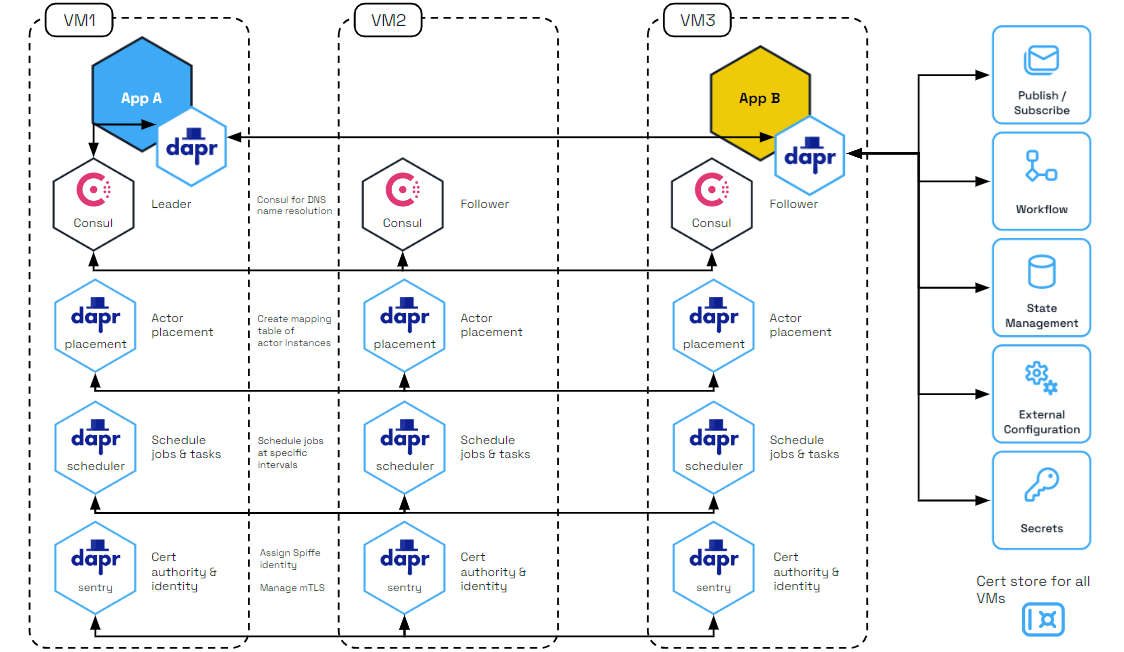 VM1
VM2
VM3
App A
dapr
App B
dapr
Publish /
Subscribe
Consul
Leader
Consul for DNS
name resolution
Consul
Follower
Consul
Follower
Workflow
dapr
placement
Actor
placement
Create mapping
table of
actor instances
dapr
placement
Actor
placement
dapr
placement
Actor
placement
State
Management
dapr
scheduler
Schedule
jobs & tasks
Schedule jobs
at specific
intervals
dapr
scheduler
Schedule
jobs & tasks
dapr
scheduler
Schedule
jobs & tasks
External
Configuration
Secrets
dapr
sentry
Cert
authority &
identity
Assign Spiffe
identity
Manage mTLS
dapr
sentry
Cert
authority &
identity
dapr
sentry
Cert
authority &
identity
Cert store for all
VMs